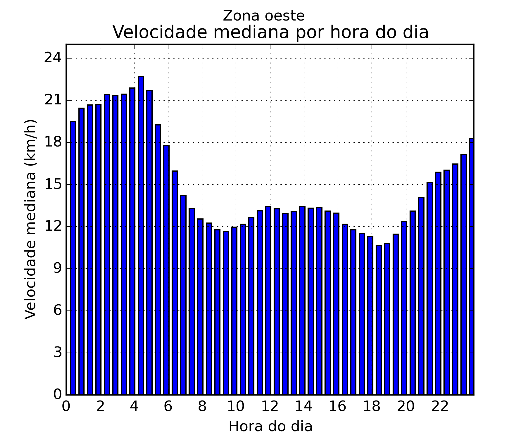 Zona oeste
Velocidade mediana por hora do dia
Velocidade mediana (km/h)
24
21
18
15
12
9
6
3
0
0 2 4 6 8 10 12 14 16 18 20 22
Hora do dia